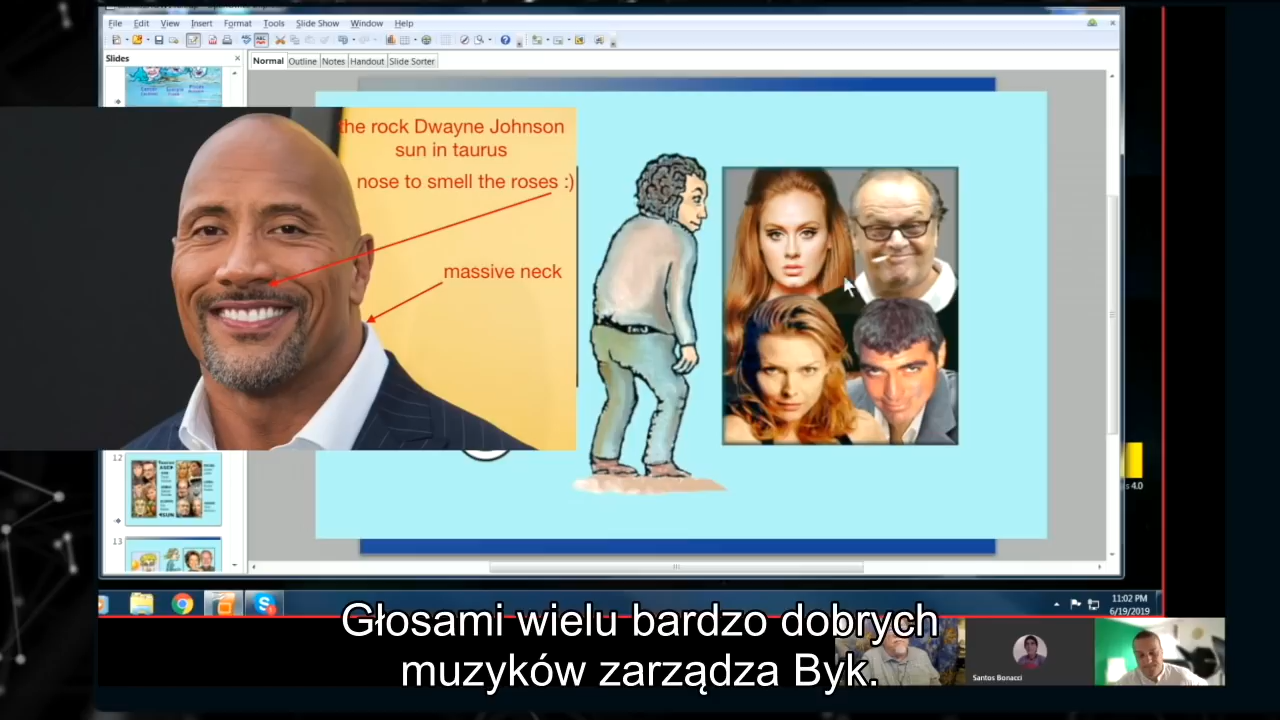 File Edit View Insert Format Tools Slide Show Window Help
Slides
Normal Outline Notes Handout Slide Sorter
the rock Dwayne Johnson
sun in taurus
nose to smell the roses :)
massive neck
12
13
4.0
11:02 PM
6/19/2019
Santos Bonacci
Głosami wielu bardzo dobrych
muzyków zarządza Byk.